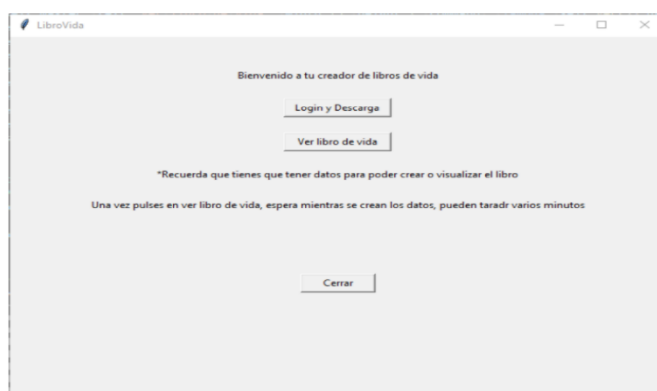 LibroVida
Bienvenido a tu creador de libros de vida
Login y Descarga
Ver libro de vida
*Recuerda que tienes que tener datos para poder crear o visualizar el libro
Una vez pulses en ver libro de vida, espera mientras se crean los datos, pueden taradr varios minutos
Cerrar